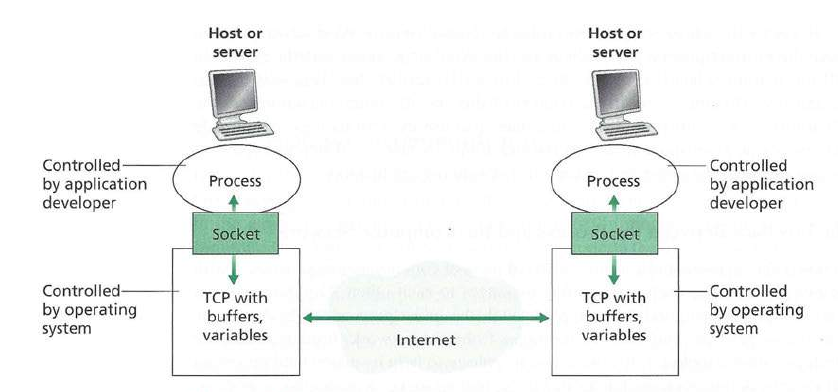 Host or
server
Host or
server
Controlled
by application
developer
Process
Process
Controlled
by application
developer
Socket
Socket
Controlled
by operating
system
TCP with
buffers,
variables
Internet
TCP with
buffers,
variables
Controlled
by operating
system